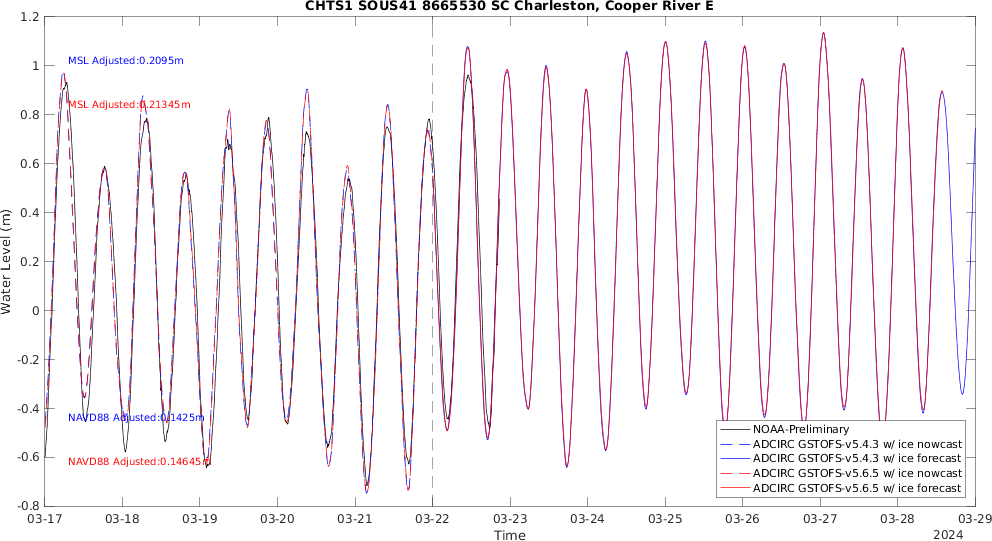 CHTS1 SOUS41 8665530 SC Charleston, Cooper River E
1.2
1
0.8
0.6
0.4
0.2
0
-0.2
-0.4
-0.6
-0.8
Water Level (m)
MSL Adjusted:0.2095m
MSL Adjusted:0.21345m
NAVD88 Adjusted:0.1425m
NAVD88 Adjusted:0.14645m
NOAA-Preliminary
ADCIRC GSTOFS-v5.4.3 w/ ice nowcast
ADCIRC GSTOFS-v5.4.3 w/ ice forecast
ADCIRC GSTOFS-v5.6.5 w/ ice nowcast
ADCIRC GSTOFS-v5.6.5 w/ ice forecast
03-17 03-18 03-19 03-20 03-21 03-22 03-23 03-24 03-25 03-26 03-27 03-28 03-29
Time
2024